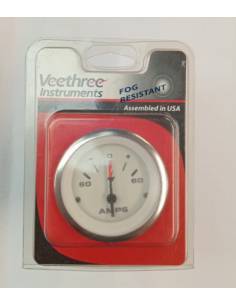 Veethree
Instruments
FOG
RESISTANT
Assembled in USA
0
60
60
AMPS